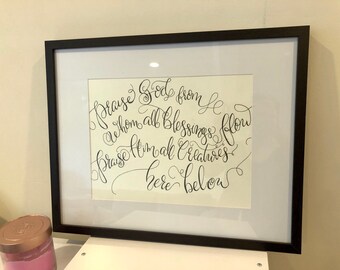 praise God from
whom all blessings flow
praise Him all Creatures
here below